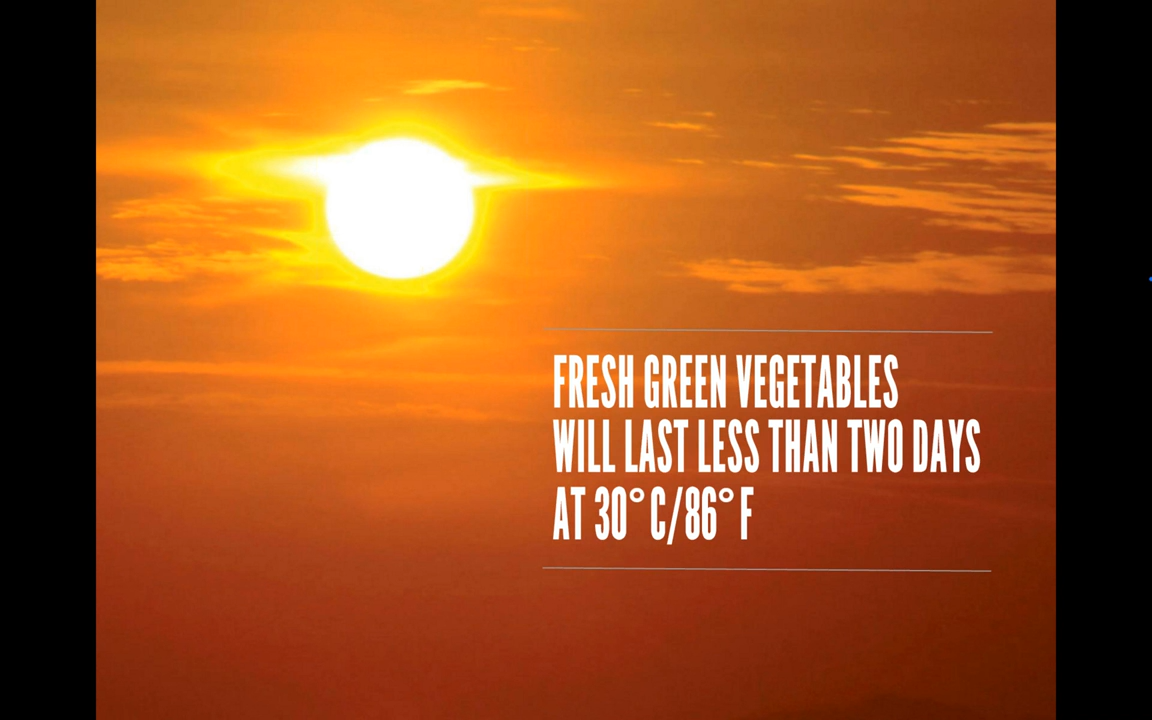 FRESH GREEN VEGETABLES
WILL LAST LESS THAN TWO DAYS
AT 30°C/86°F